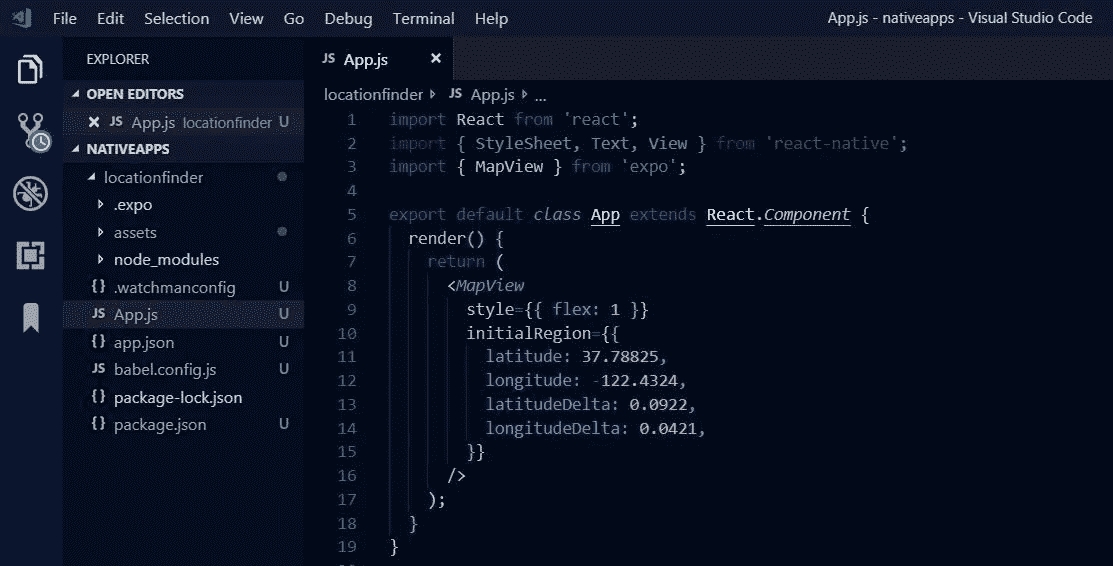 File Edit Selection View Go Debug Terminal Help App.js - nativeapps - Visual Studio Code
EXPLORER
OPEN EDITORS
JS App.js locationfinder U
NATIVEAPPS
locationfinder
.expo
assets
node_modules
{} .watchmanconfig U
JS App.js U
{} app.json U
JS babel.config.js U
{} package-lock.json
{} package.json U
JS App.js
locationfinder JS App.js ...
1 import React from 'react';
2 import { StyleSheet, Text, View } from 'react-native';
3 import { MapView } from 'expo';
4
5 export default class App extends React.Component {
6 render() {
7 return (
8 <MapView
9 style={{ flex: 1 }}
10 initialRegion={{
11 latitude: 37.78825,
12 longitude: -122.4324,
13 latitudeDelta: 0.0922,
14 longitudeDelta: 0.0421,
15 }}
16 />
17 );
18 }
19 }